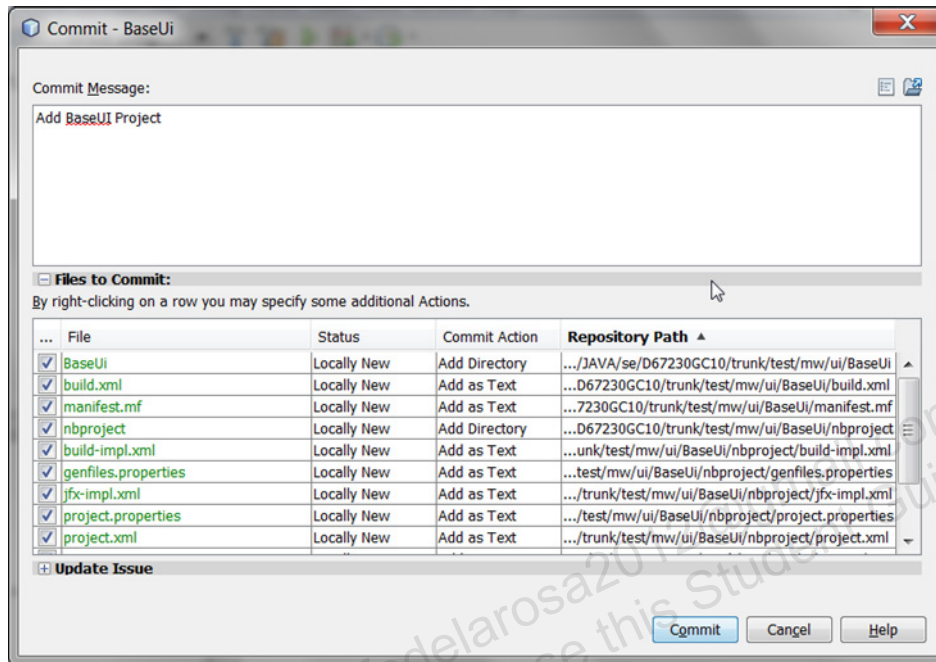 Commit - BaseUi
Commit Message:
Add BaseUI Project
Files to Commit:
By right-clicking on a row you may specify some additional Actions.
... File Status Commit Action Repository Path
BaseUi Locally New Add Directory .../JAVA/se/D67230GC10/trunk/test/mw/ui/BaseUi
build.xml Locally New Add as Text ...D67230GC10/trunk/test/mw/ui/BaseUi/build.xml
manifest.mf Locally New Add as Text ...7230GC10/trunk/test/mw/ui/BaseUi/manifest.mf
nbproject Locally New Add Directory ...D67230GC10/trunk/test/mw/ui/BaseUi/nbproject
build-impl.xml Locally New Add as Text ...unk/test/mw/ui/BaseUi/nbproject/build-impl.xml
genfiles.properties Locally New Add as Text ...test/mw/ui/BaseUi/nbproject/genfiles.properties
jfx-impl.xml Locally New Add as Text .../trunk/test/mw/ui/BaseUi/nbproject/jfx-impl.xml
project.properties Locally New Add as Text .../test/mw/ui/BaseUi/nbproject/project.properties
project.xml Locally New Add as Text .../trunk/test/mw/ui/BaseUi/nbproject/project.xml
Update Issue
this Student
Commit Cancel Help